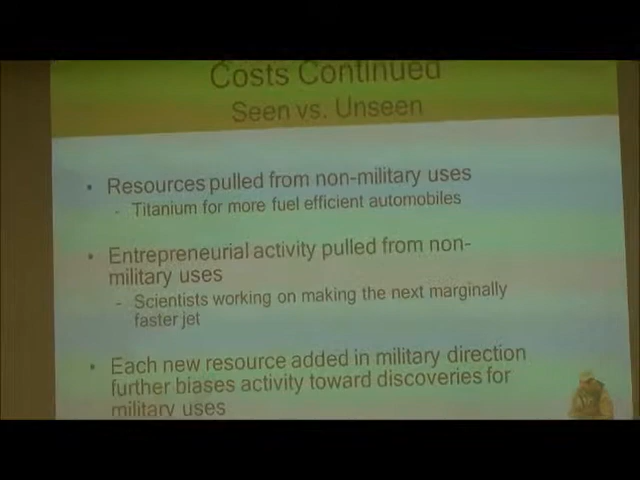 Costs Continued
Seen vs. Unseen
• Resources pulled from non-military uses
- Titanium for more fuel efficient automobiles
• Entrepreneurial activity pulled from non-
military uses
- Scientists working on making the next marginally
faster jet
• Each new resource added in military direction
further biases activity toward discoveries for
military uses